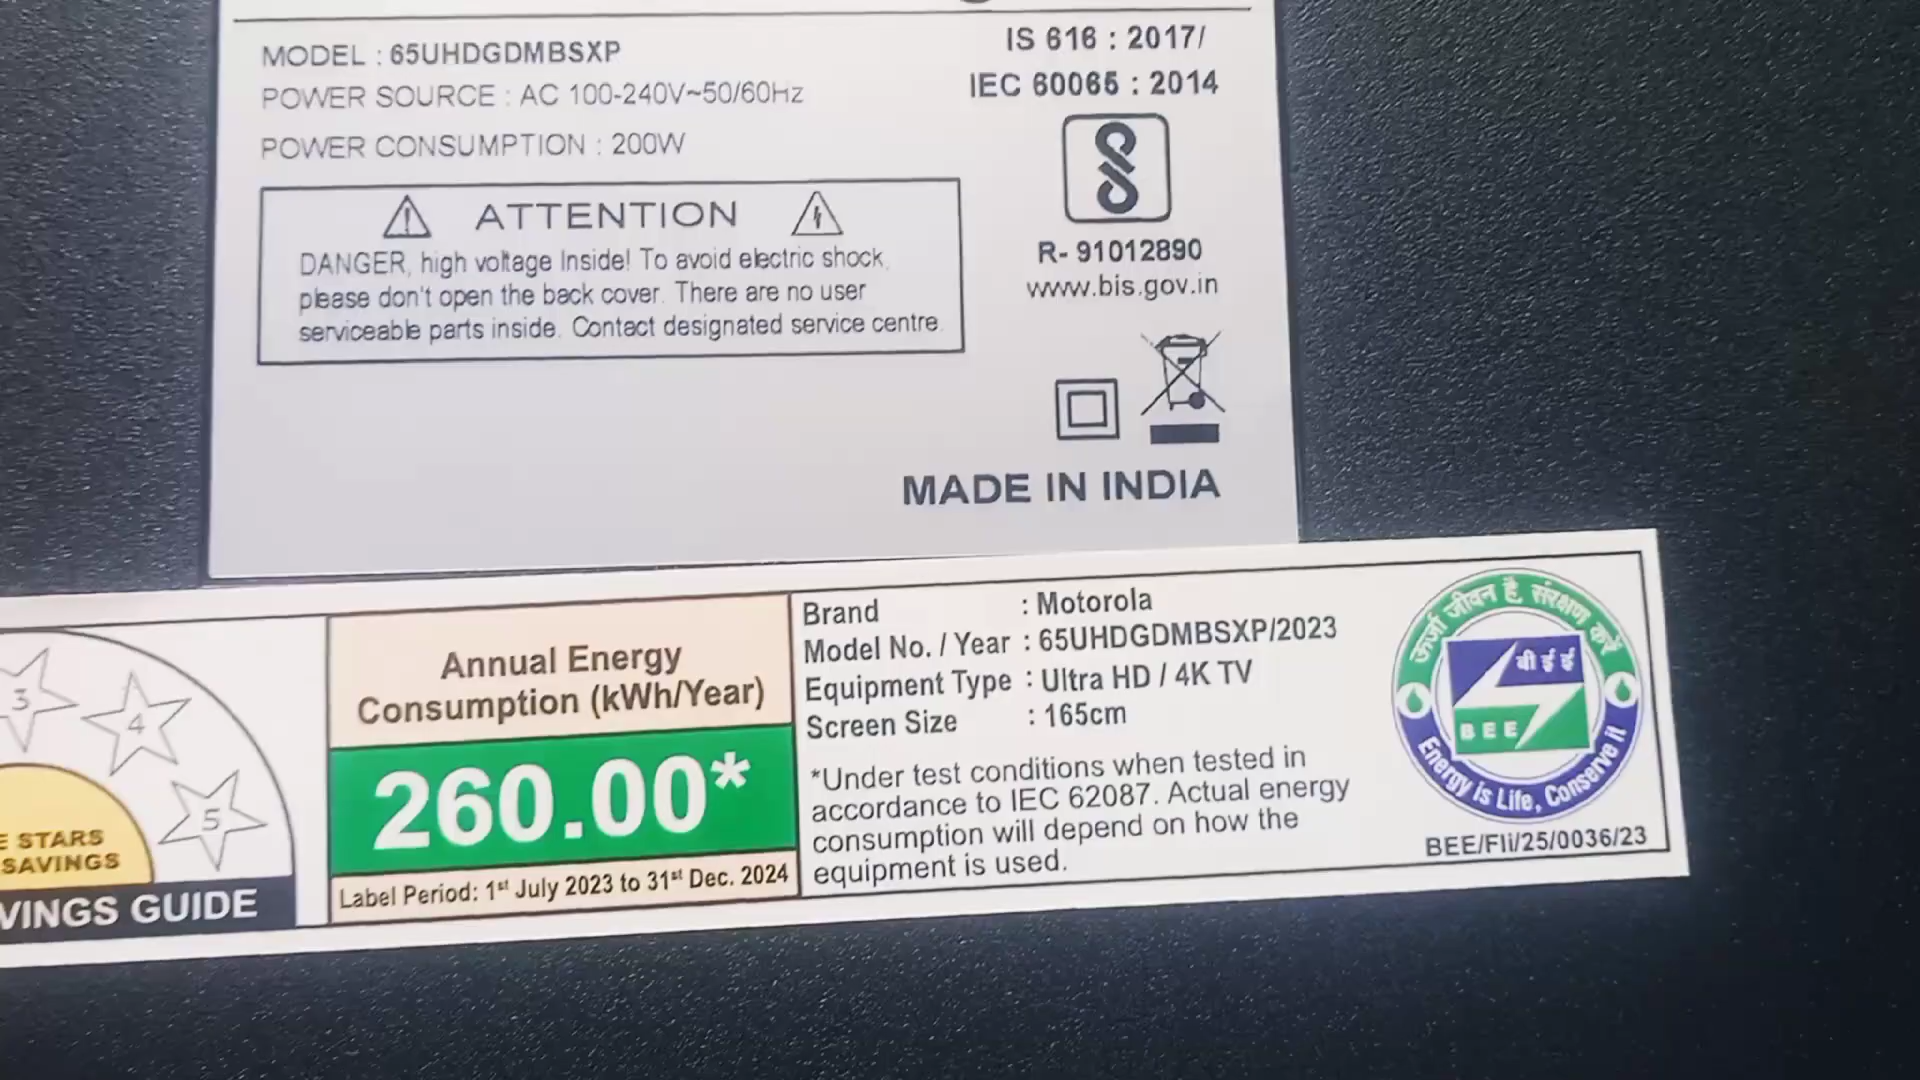 MODEL : 65UHDGDMBSXP
POWER SOURCE : AC 100-240V~50/60Hz
POWER CONSUMPTION : 200W
IS 616 : 2017/
IEC 60065 : 2014
R- 91012890
www.bis.gov.in
ATTENTION
DANGER, high voltage Inside! To avoid electric shock,
please don't open the back cover. There are no user
serviceable parts inside. Contact designated service centre.
MADE IN INDIA
3
4
5
E STARS
SAVINGS
VINGS GUIDE
Annual Energy
Consumption (kWh/Year)
260.00*
Label Period: 1st July 2023 to 31st Dec. 2024
Brand : Motorola
Model No. / Year : 65UHDGDMBSXP/2023
Equipment Type : Ultra HD / 4K TV
Screen Size : 165cm
*Under test conditions when tested in
accordance to IEC 62087. Actual energy
consumption will depend on how the
equipment is used.
ऊर्जा जीवन है, संरक्षण करें
बी ई ई
BEE
Energy is Life, Conserve it
BEE/Fli/25/0036/23